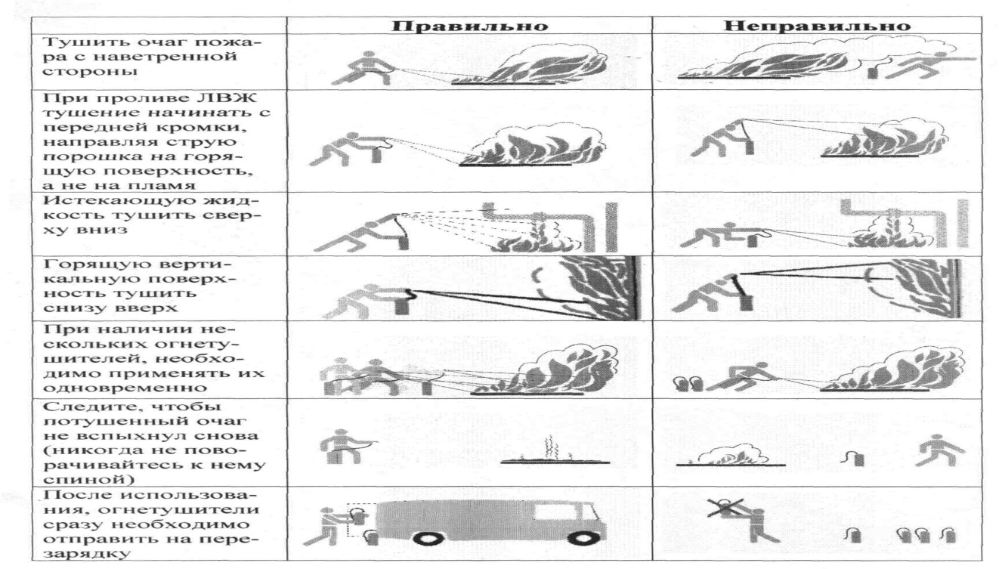 Правильно
Неправильно
Тушить очаг пожа-
ра с наветренной
стороны
При проливе ЛВЖ
тушение начинать с
передней кромки,
направляя струю
порошка на горя-
щую поверхность,
а не на пламя
Истекающую жид-
кость тушить свер-
ху вниз
Горящую верти-
кальную поверх-
ность тушить
снизу вверх
При наличии не-
скольких огнету-
шителей, необхо-
димо применять их
одновременно
Следите, чтобы
потушенный очаг
не вспыхнул снова
(никогда не пово-
рачивайтесь к нему
спиной)
После использова-
ния, огнетушители
сразу необходимо
отправить на пере-
зарядку